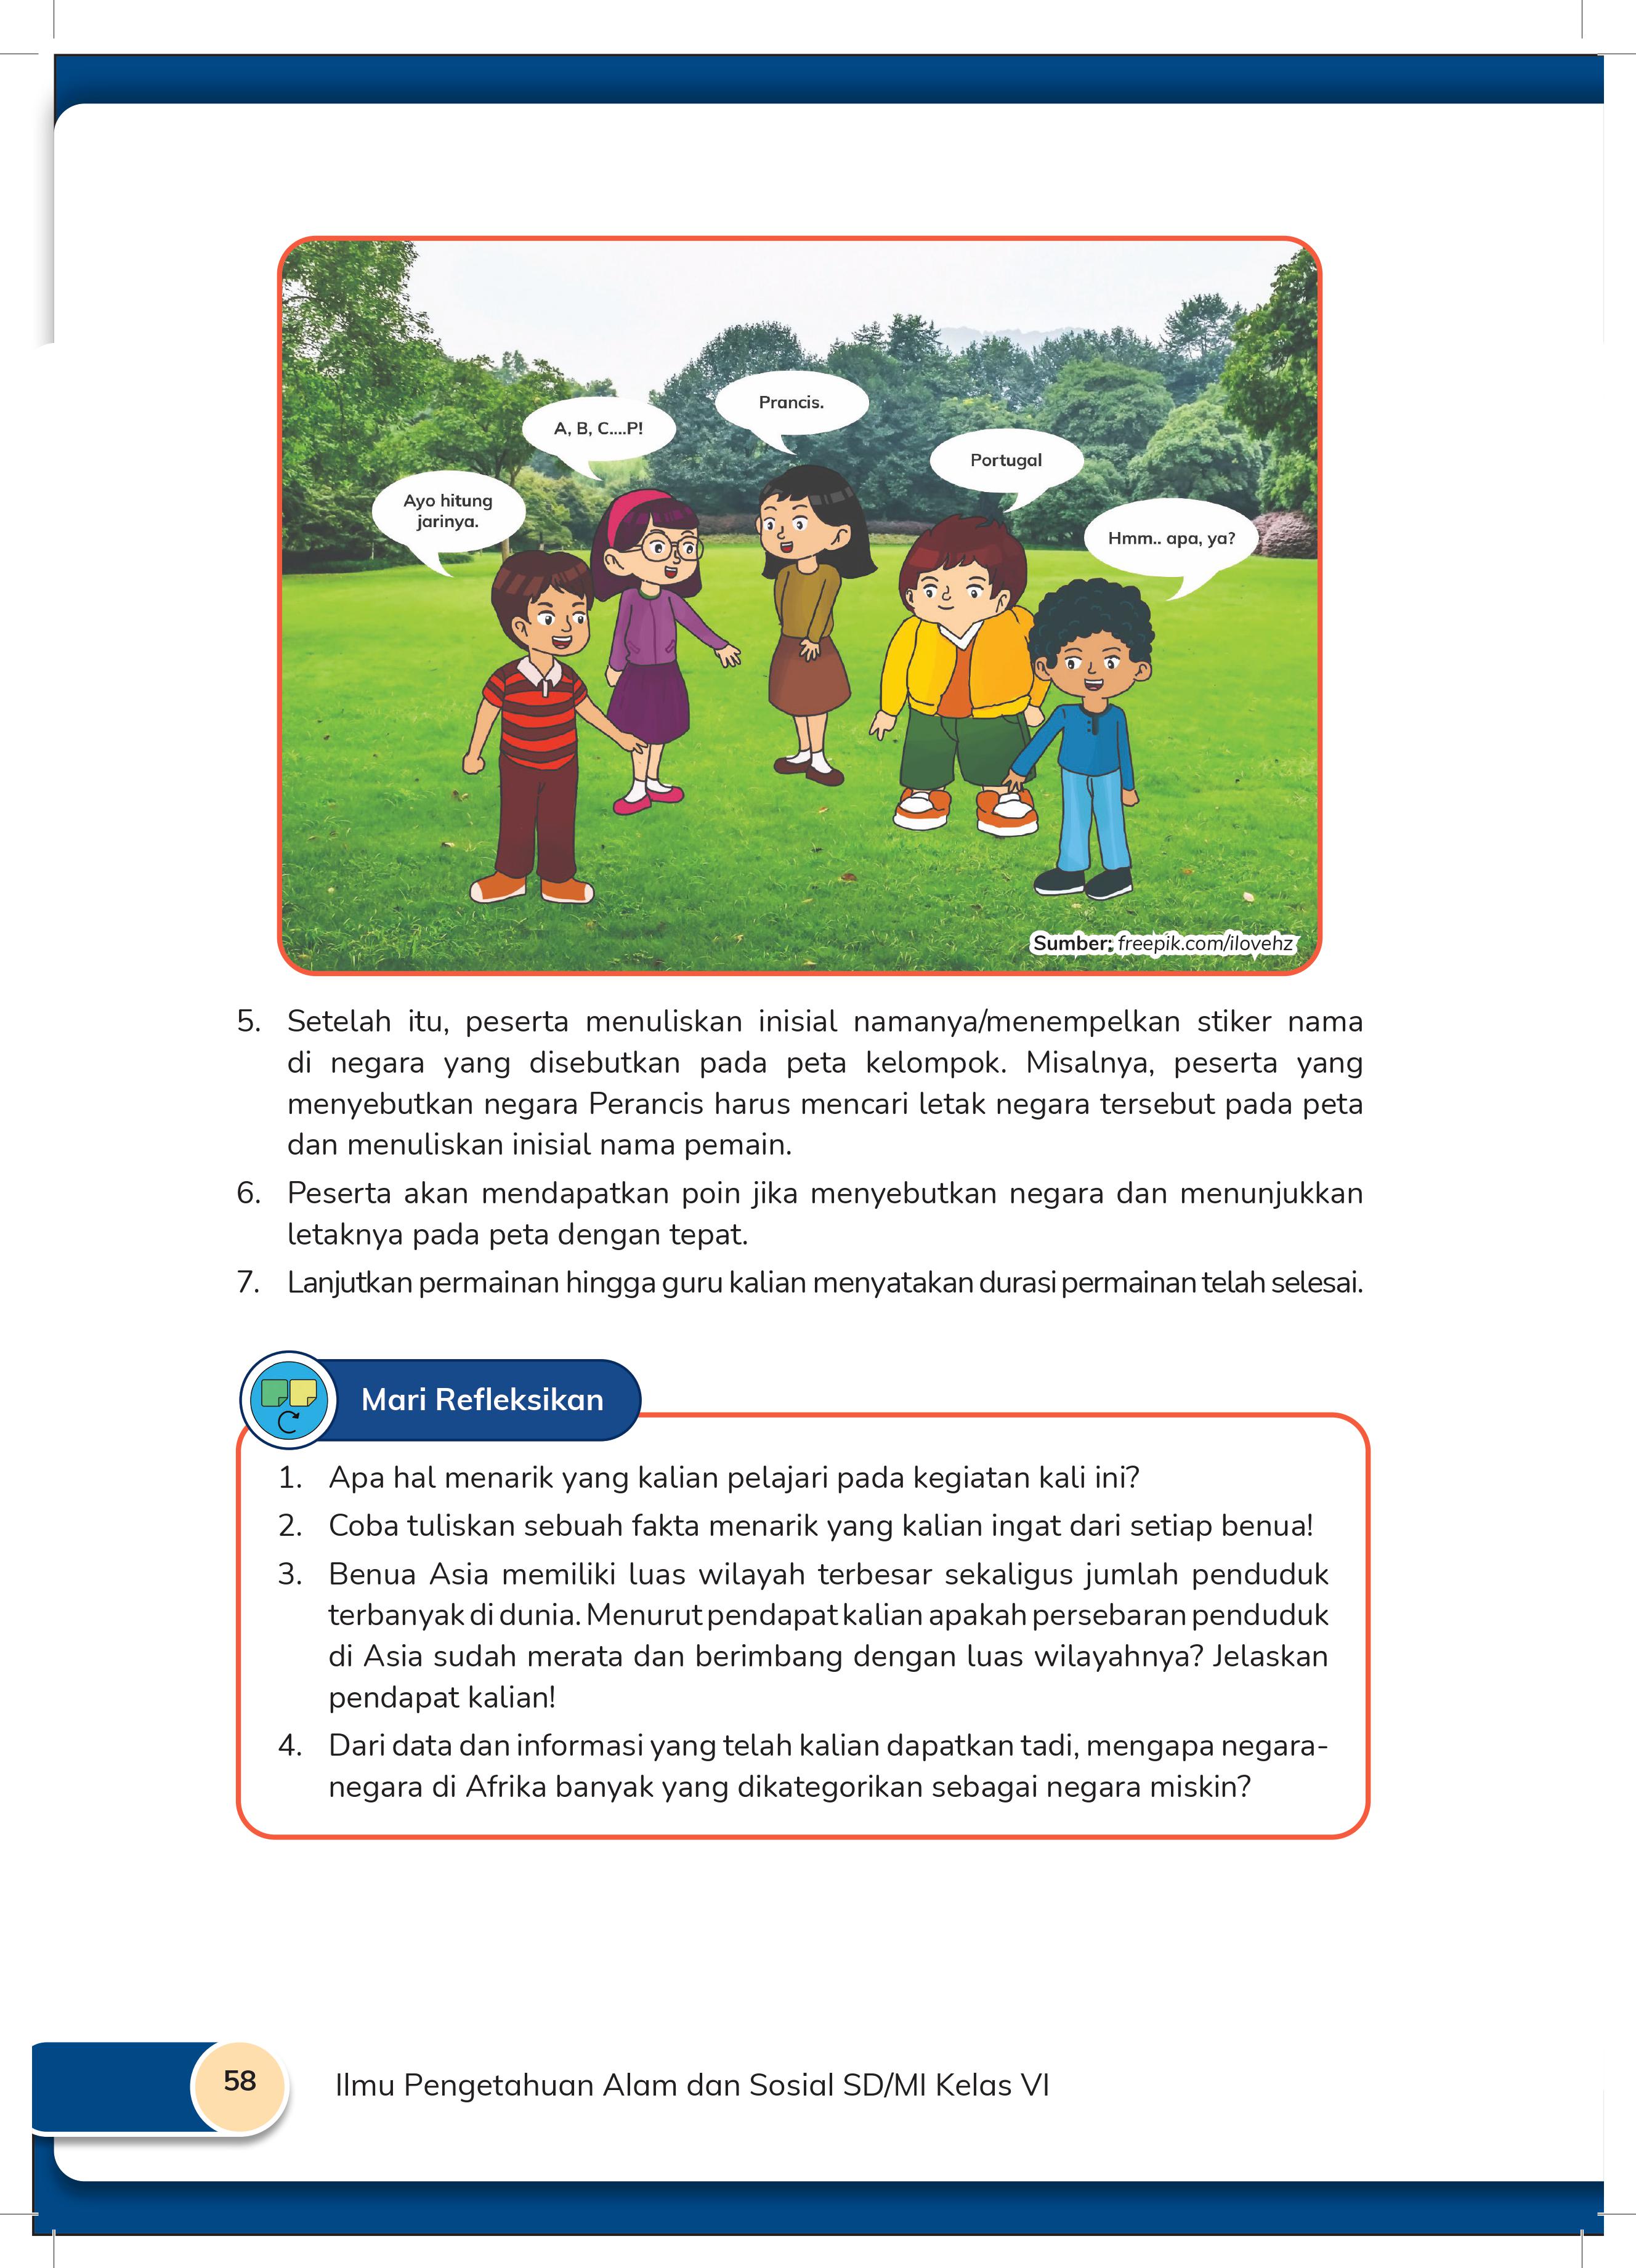 Ayo hitung
jarinya.
A, B, C....P!
Prancis.
Portugal
Hmm.. apa, ya?
Sumber: freepik.com/ilovehz
5. Setelah itu, peserta menuliskan inisial namanya/menempelkan stiker nama
di negara yang disebutkan pada peta kelompok. Misalnya, peserta yang
menyebutkan negara Perancis harus mencari letak negara tersebut pada peta
dan menuliskan inisial nama pemain.
6. Peserta akan mendapatkan poin jika menyebutkan negara dan menunjukkan
letaknya pada peta dengan tepat.
7. Lanjutkan permainan hingga guru kalian menyatakan durasi permainan telah selesai.
Mari Refleksikan
1. Apa hal menarik yang kalian pelajari pada kegiatan kali ini?
2. Coba tuliskan sebuah fakta menarik yang kalian ingat dari setiap benua!
3. Benua Asia memiliki luas wilayah terbesar sekaligus jumlah penduduk
terbanyak di dunia. Menurut pendapat kalian apakah persebaran penduduk
di Asia sudah merata dan berimbang dengan luas wilayahnya? Jelaskan
pendapat kalian!
4. Dari data dan informasi yang telah kalian dapatkan tadi, mengapa negara-
negara di Afrika banyak yang dikategorikan sebagai negara miskin?
58
Ilmu Pengetahuan Alam dan Sosial SD/MI Kelas VI